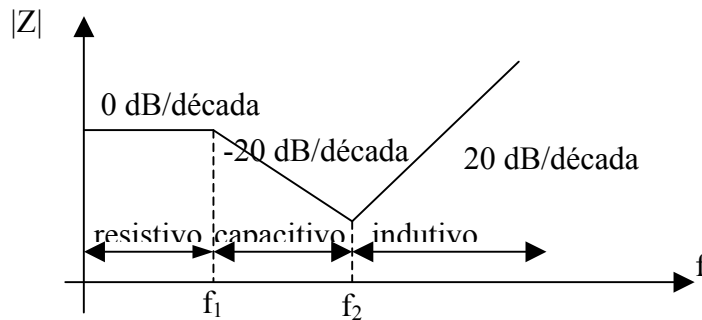 |Z|
0 dB/década
-20 dB/década
20 dB/década
resistivo capacitivo indutivo
f
f1 f2